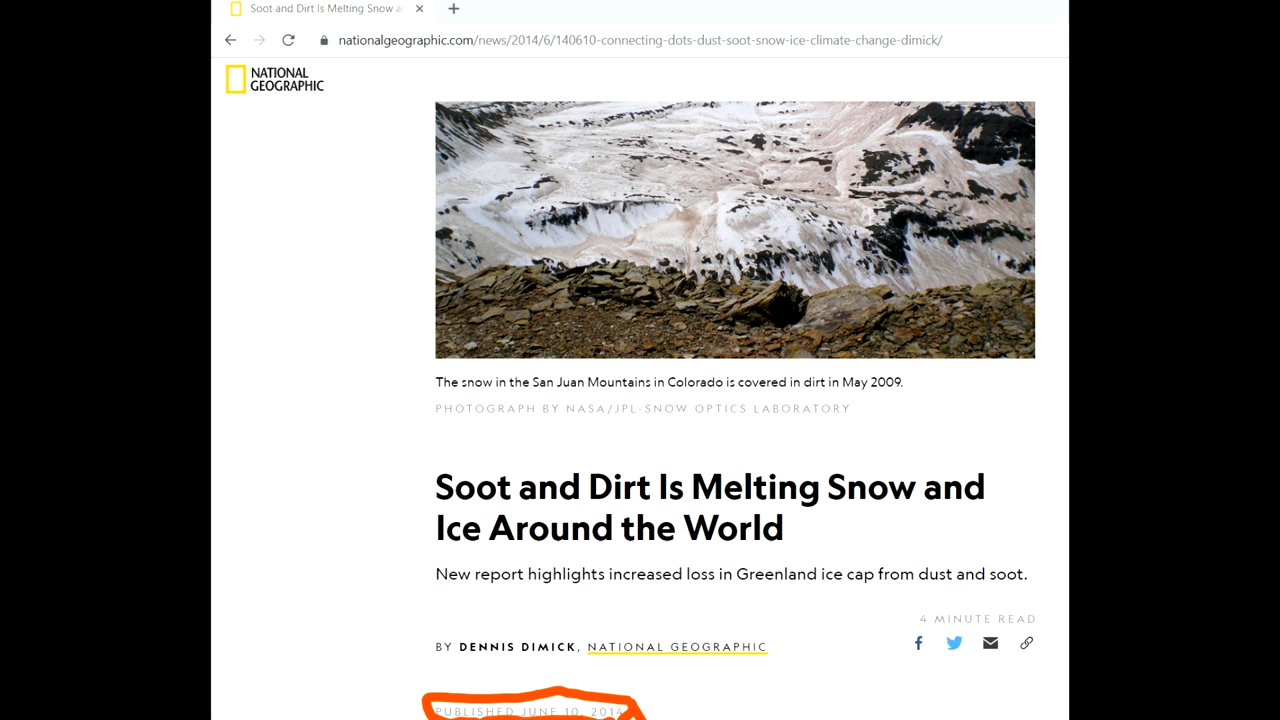 Soot and Dirt Is Melting Snow a
nationalgeographic.com/news/2014/6/140610-connecting-dots-dust-soot-snow-ice-climate-change-dimick/
NATIONAL
GEOGRAPHIC
The snow in the San Juan Mountains in Colorado is covered in dirt in May 2009.
PHOTOGRAPH BY NASA/JPL-SNOW OPTICS LABORATORY
Soot and Dirt Is Melting Snow and
Ice Around the World
New report highlights increased loss in Greenland ice cap from dust and soot.
4 MINUTE READ
BY DENNIS DIMICK, NATIONAL GEOGRAPHIC
PUBLISHED JUNE 10, 2014